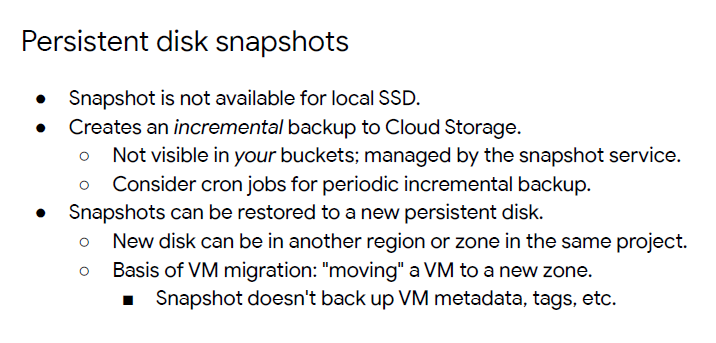 Persistent disk snapshots
● Snapshot is not available for local SSD.
● Creates an incremental backup to Cloud Storage.
○ Not visible in your buckets; managed by the snapshot service.
○ Consider cron jobs for periodic incremental backup.
● Snapshots can be restored to a new persistent disk.
○ New disk can be in another region or zone in the same project.
○ Basis of VM migration: "moving" a VM to a new zone.
■ Snapshot doesn't back up VM metadata, tags, etc.